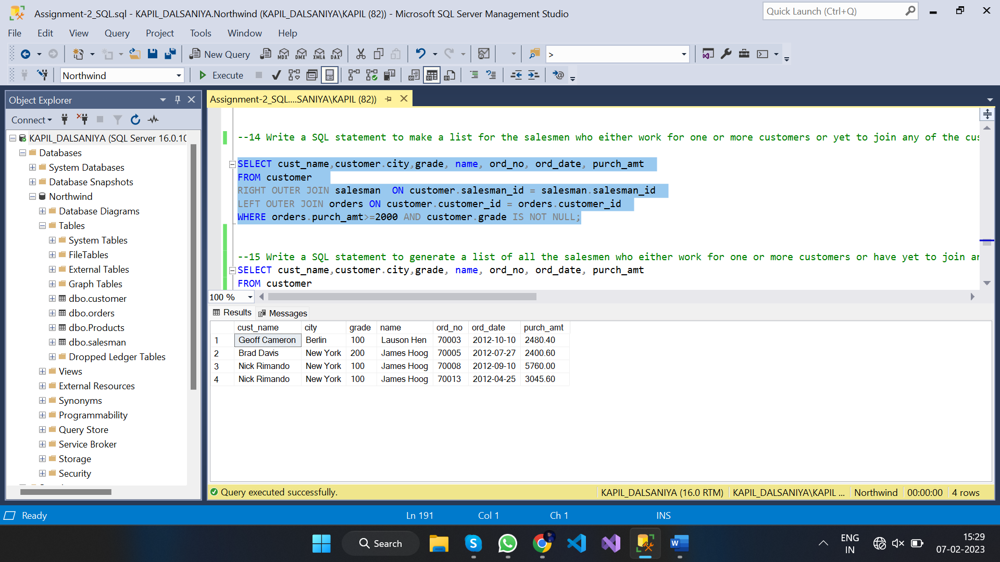 Assignment-2_SQL.sql - KAPIL_DALSANIYA.Northwind (KAPIL_DALSANIYA\KAPIL (82)) - Microsoft SQL Server Management Studio
Quick Launch (Ctrl+Q)
File Edit View Query Project Tools Window Help
New Query MDX DMX XMLA DAX >
Northwind Execute
Object Explorer
Connect
KAPIL_DALSANIYA (SQL Server 16.0.10
Databases
System Databases
Database Snapshots
Northwind
Database Diagrams
Tables
System Tables
FileTables
External Tables
Graph Tables
dbo.customer
dbo.orders
dbo.Products
dbo.salesman
Dropped Ledger Tables
Views
External Resources
Synonyms
Programmability
Query Store
Service Broker
Storage
Security
Assignment-2_SQL....SANIYA\KAPIL (82))
--14 Write a SQL statement to make a list for the salesmen who either work for one or more customers or yet to join any of the cus
SELECT cust_name,customer.city,grade, name, ord_no, ord_date, purch_amt
FROM customer
RIGHT OUTER JOIN salesman  ON customer.salesman_id = salesman.salesman_id
LEFT OUTER JOIN orders ON customer.customer_id = orders.customer_id
WHERE orders.purch_amt>=2000 AND customer.grade IS NOT NULL;
--15 Write a SQL statement to generate a list of all the salesmen who either work for one or more customers or have yet to join an
SELECT cust_name,customer.city,grade, name, ord_no, ord_date, purch_amt
FROM customer
100 %
Results Messages
cust_name city grade name ord_no ord_date purch_amt
1 Geoff Cameron Berlin 100 Lauson Hen 70003 2012-10-10 2480.40
2 Brad Davis New York 200 James Hoog 70005 2012-07-27 2400.60
3 Nick Rimando New York 100 James Hoog 70008 2012-09-10 5760.00
4 Nick Rimando New York 100 James Hoog 70013 2012-04-25 3045.60
Query executed successfully. KAPIL_DALSANIYA (16.0 RTM) KAPIL_DALSANIYA\KAPIL ... Northwind 00:00:00 4 rows
Ready Ln 191 Col 1 Ch 1 INS
Search
ENG
IN
15:29
07-02-2023